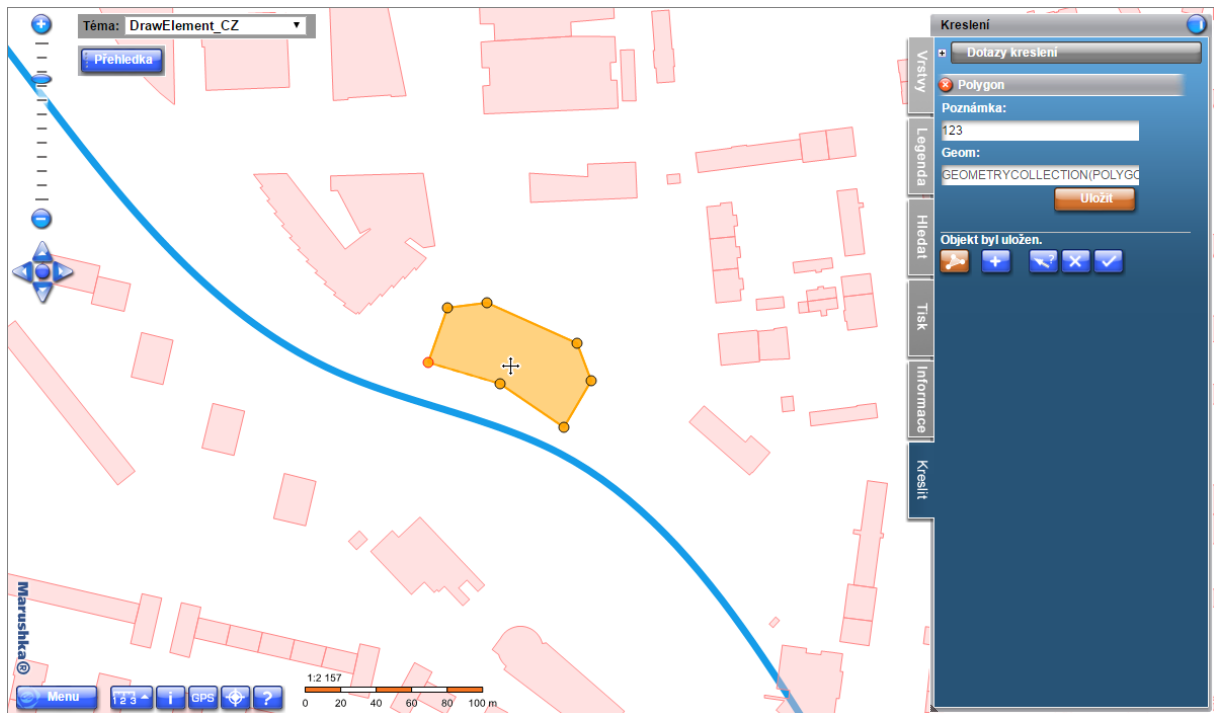 Téma: DrawElement_CZ
Přehledka
Kreslení
Dotazy kreslení
Polygon
Poznámka:
123
Geom:
GEOMETRYCOLLECTION(POLYGO
Uložit
Objekt byl uložen.
Vrstvy
Legenda
Hledat
Tisk
Informace
Kreslit
Marushka®
Menu
1 2 3
i
GPS
?
1:2 157
0 20 40 60 80 100 m